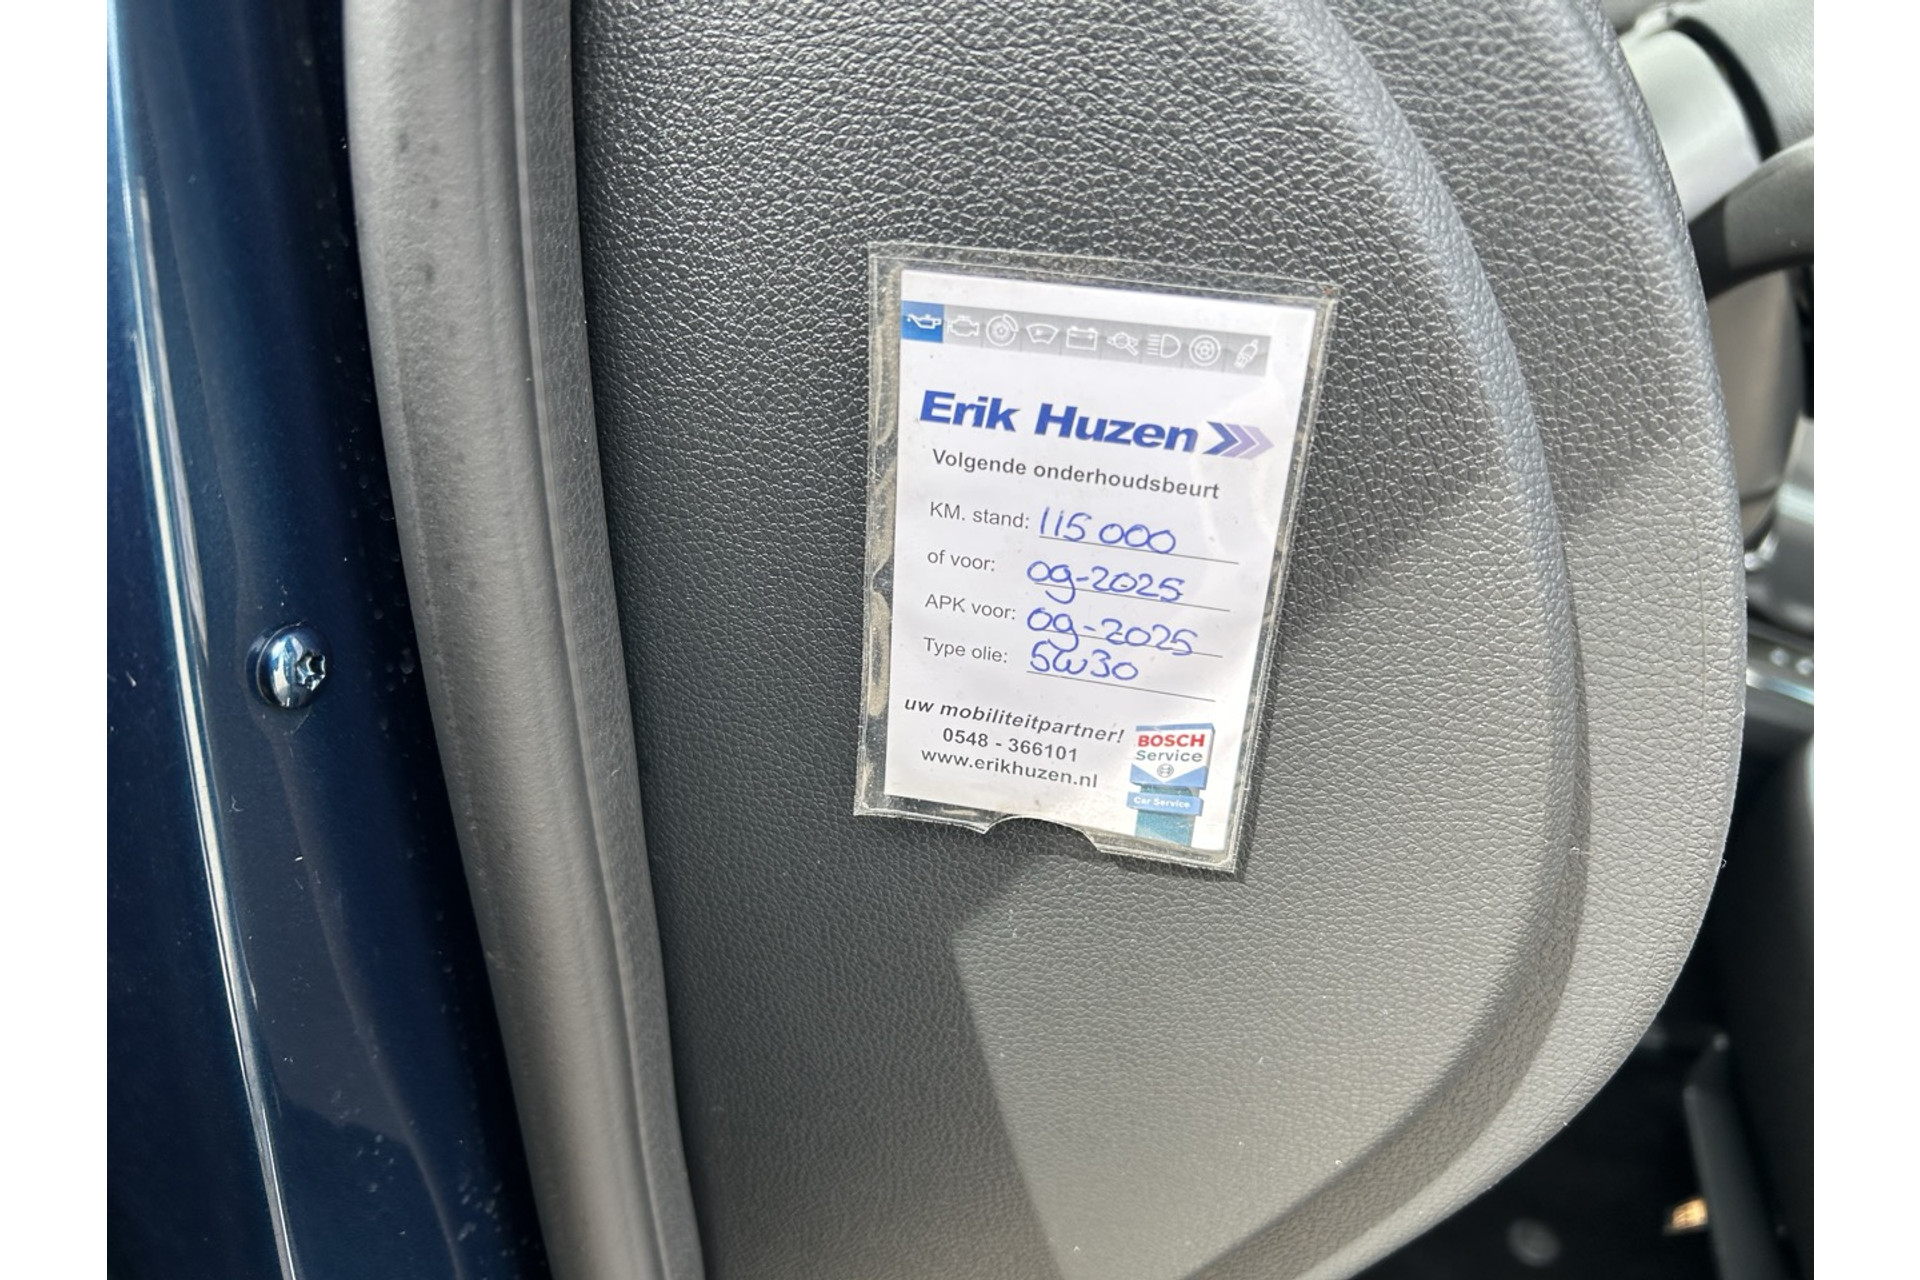 Erik Huzen
Volgende onderhoudsbeurt
KM. stand: 115 000
of voor: 09-2025
APK voor: 09-2025
Type olie: 5W30
uw mobiliteitpartner!
0548 - 366101
www.erikhuzen.nl
BOSCH
Service
Car Service